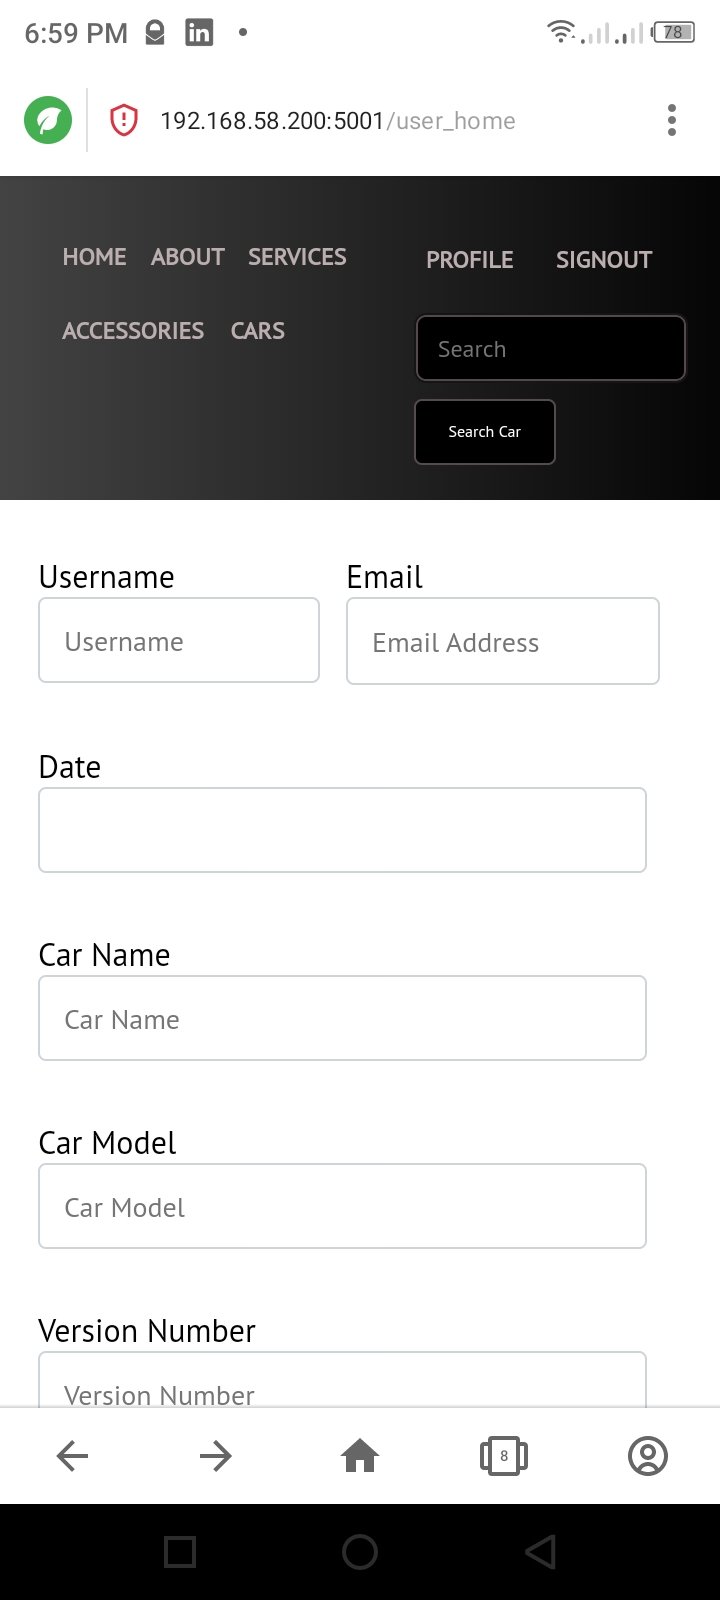 6:59 PM
78
192.168.58.200:5001/user_home
HOME ABOUT SERVICES
PROFILE SIGNOUT
ACCESSORIES CARS
Search
Search Car
Username Email
Username Email Address
Date
Car Name
Car Name
Car Model
Car Model
Version Number
Version Number
8